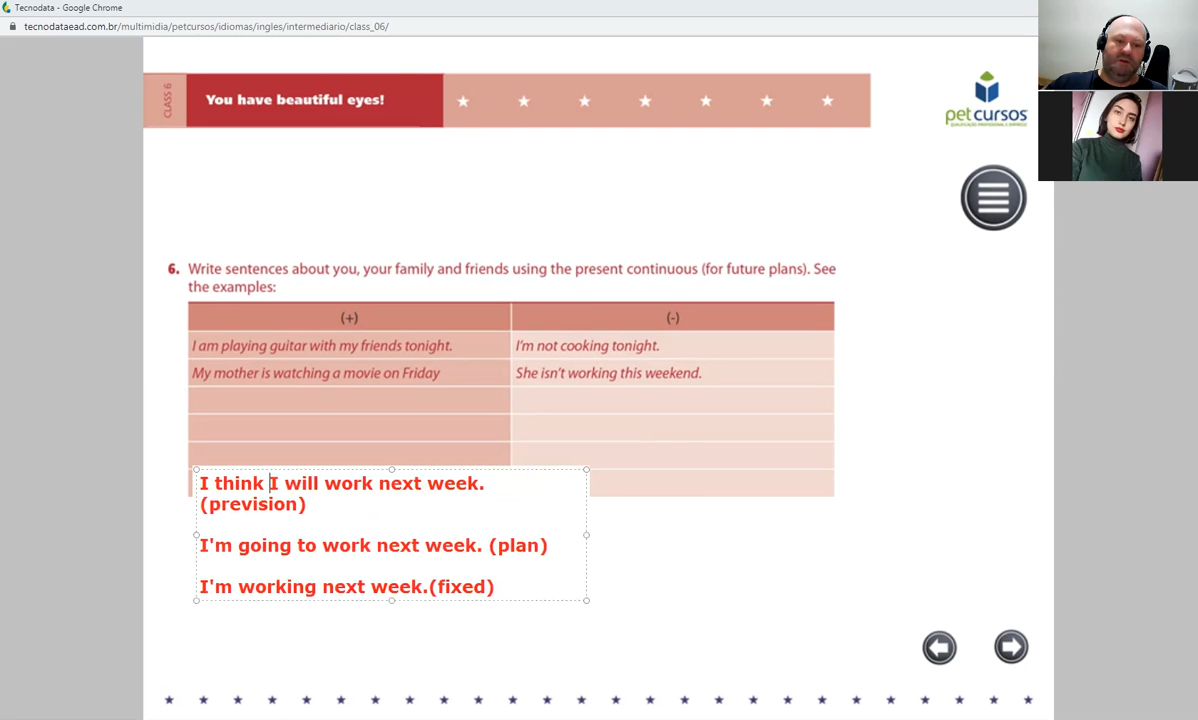 Tecnodata - Google Chrome
tecnodataead.com.br/multimidia/petcursos/idiomas/ingles/intermediario/class_06/
CLASS 6
You have beautiful eyes!
pet cursos
QUALIFICAÇÃO PROFISSIONAL E EMPREGO
6. Write sentences about you, your family and friends using the present continuous (for future plans). See
the examples:
(+) (-)
I am playing guitar with my friends tonight. I'm not cooking tonight.
My mother is watching a movie on Friday She isn't working this weekend.
I think I will work next week.
(prevision)
I'm going to work next week. (plan)
I'm working next week.(fixed)